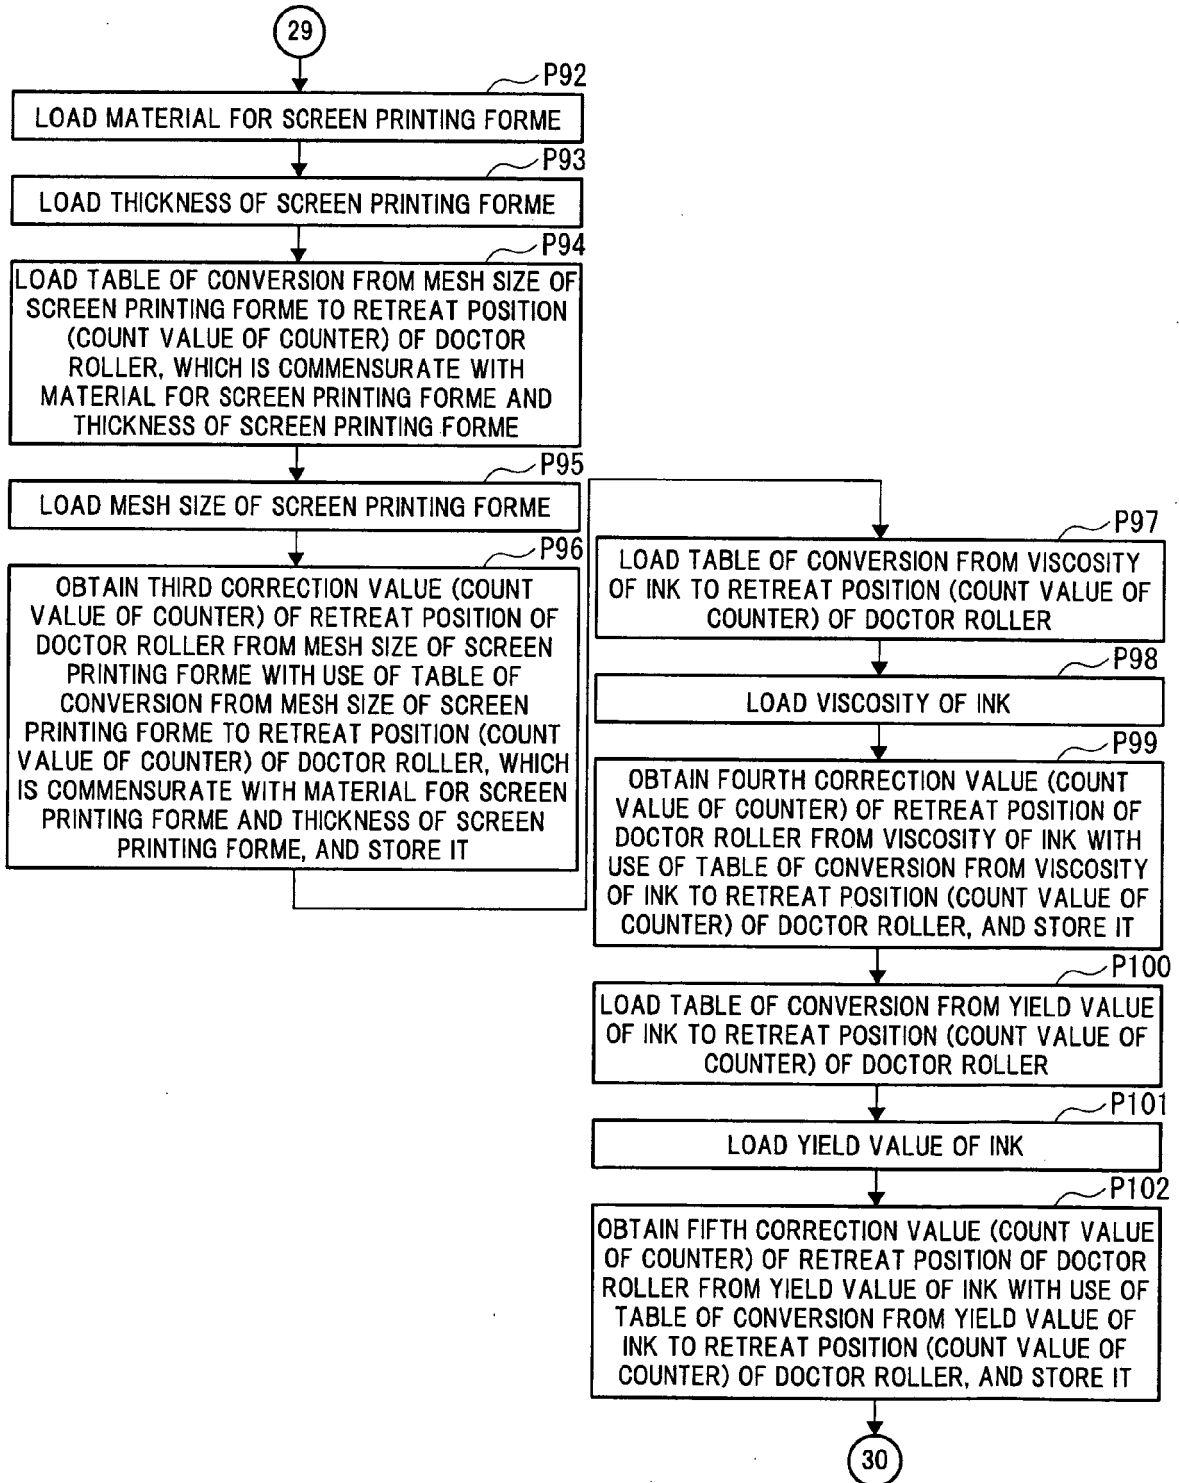 29
P92
LOAD MATERIAL FOR SCREEN PRINTING FORME
P93
LOAD THICKNESS OF SCREEN PRINTING FORME
P94
LOAD TABLE OF CONVERSION FROM MESH SIZE OF
SCREEN PRINTING FORME TO RETREAT POSITION
(COUNT VALUE OF COUNTER) OF DOCTOR
ROLLER, WHICH IS COMMENSURATE WITH
MATERIAL FOR SCREEN PRINTING FORME AND
THICKNESS OF SCREEN PRINTING FORME
P95
LOAD MESH SIZE OF SCREEN PRINTING FORME
P96
OBTAIN THIRD CORRECTION VALUE (COUNT
VALUE OF COUNTER) OF RETREAT POSITION OF
DOCTOR ROLLER FROM MESH SIZE OF SCREEN
PRINTING FORME WITH USE OF TABLE OF
CONVERSION FROM MESH SIZE OF SCREEN
PRINTING FORME TO RETREAT POSITION (COUNT
VALUE OF COUNTER) OF DOCTOR ROLLER, WHICH
IS COMMENSURATE WITH MATERIAL FOR SCREEN
PRINTING FORME AND THICKNESS OF SCREEN
PRINTING FORME, AND STORE IT
P97
LOAD TABLE OF CONVERSION FROM VISCOSITY
OF INK TO RETREAT POSITION (COUNT VALUE OF
COUNTER) OF DOCTOR ROLLER
P98
LOAD VISCOSITY OF INK
P99
OBTAIN FOURTH CORRECTION VALUE (COUNT
VALUE OF COUNTER) OF RETREAT POSITION OF
DOCTOR ROLLER FROM VISCOSITY OF INK WITH
USE OF TABLE OF CONVERSION FROM VISCOSITY
OF INK TO RETREAT POSITION (COUNT VALUE OF
COUNTER) OF DOCTOR ROLLER, AND STORE IT
P100
LOAD TABLE OF CONVERSION FROM YIELD VALUE
OF INK TO RETREAT POSITION (COUNT VALUE OF
COUNTER) OF DOCTOR ROLLER
P101
LOAD YIELD VALUE OF INK
P102
OBTAIN FIFTH CORRECTION VALUE (COUNT VALUE
OF COUNTER) OF RETREAT POSITION OF DOCTOR
ROLLER FROM YIELD VALUE OF INK WITH USE OF
TABLE OF CONVERSION FROM YIELD VALUE OF
INK TO RETREAT POSITION (COUNT VALUE OF
COUNTER) OF DOCTOR ROLLER, AND STORE IT
30